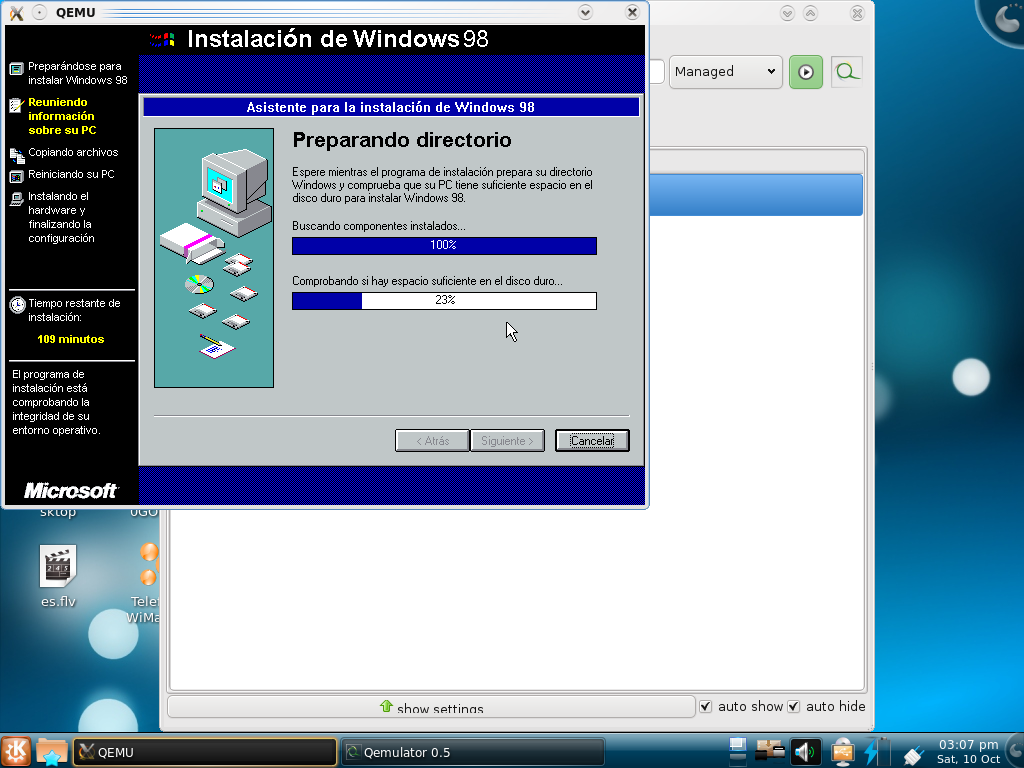 QEMU
Instalación de Windows 98
Preparándose para
instalar Windows 98
Reuniendo
información
sobre su PC
Copiando archivos
Reiniciando su PC
Instalando el
hardware y
finalizando la
configuración
Tiempo restante de
instalación:
109 minutos
El programa de
instalación está
comprobando la
integridad de su
entorno operativo.
Microsoft
Asistente para la instalación de Windows 98
Preparando directorio
Espere mientras el programa de instalación prepara su directorio
Windows y comprueba que su PC tiene suficiente espacio en el
disco duro para instalar Windows 98.
Buscando componentes instalados...
100%
Comprobando si hay espacio suficiente en el disco duro...
23%
< Atrás
Siguiente >
Cancelar
Managed
sktop
es.flv
Telef
WiMa
show settings
auto show
auto hide
QEMU
Qemulator 0.5
03:07 pm
Sat, 10 Oct